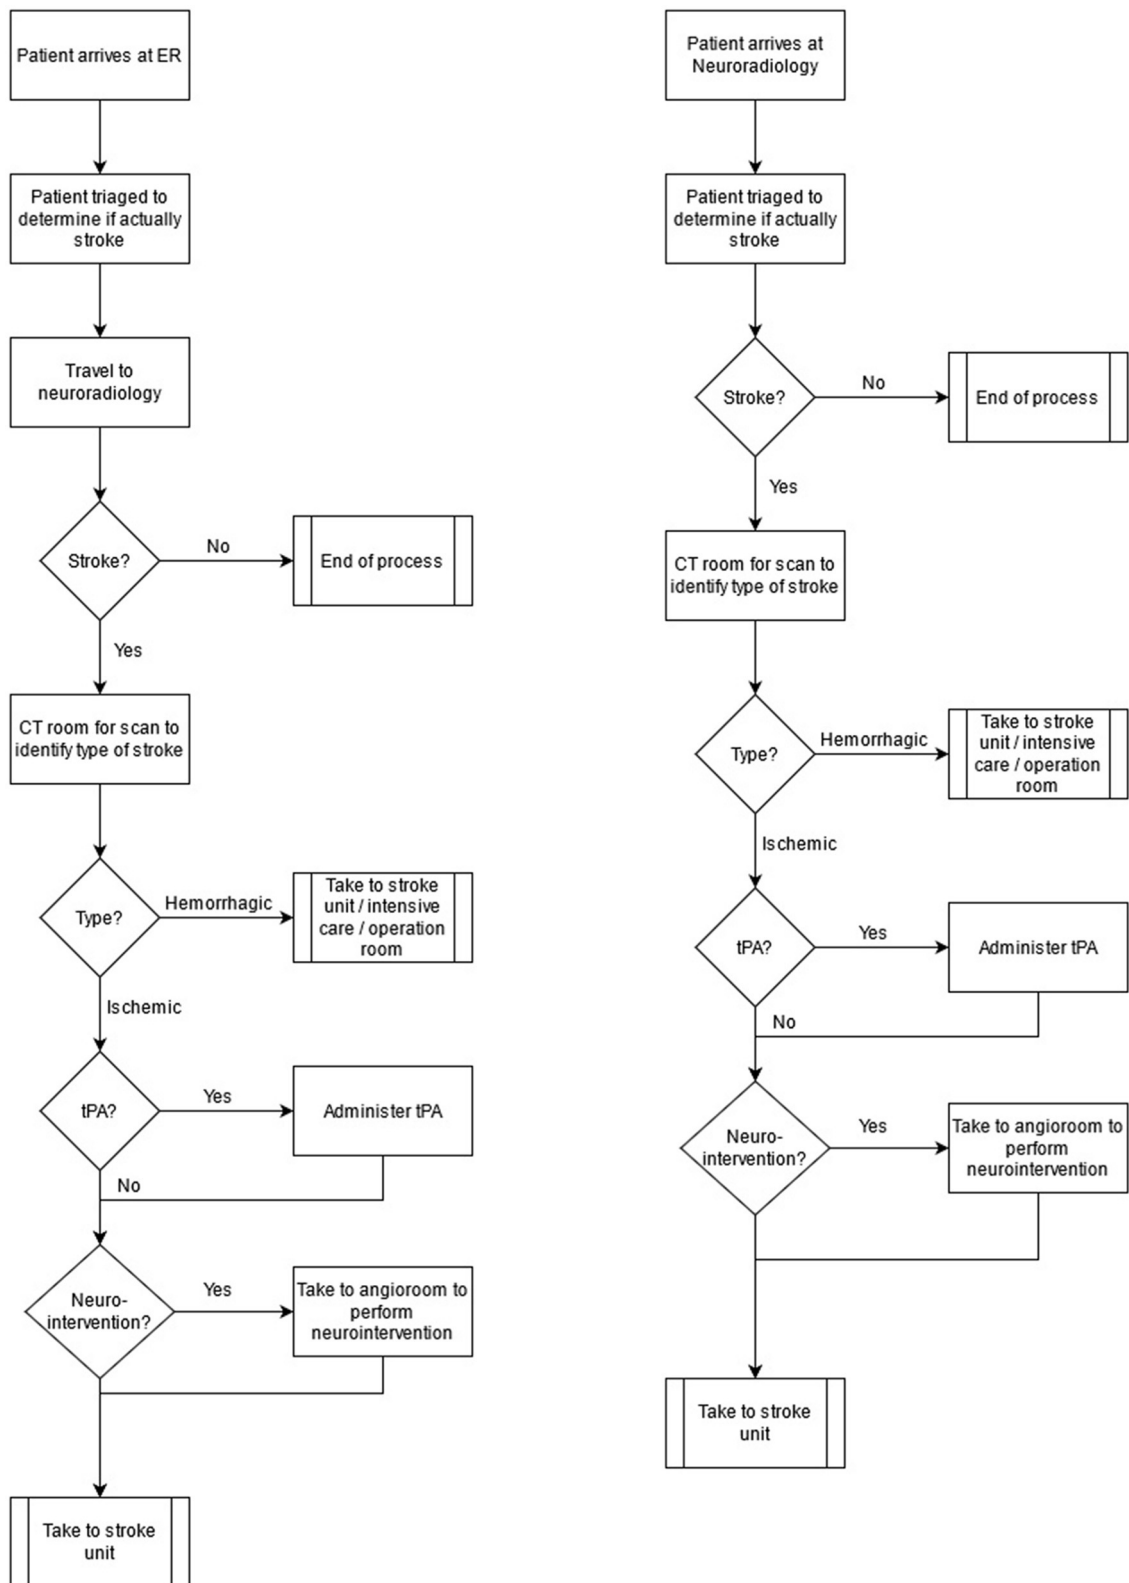 Patient arrives at ER
Patient triaged to
determine if actually
stroke
Travel to
neuroradiology
Stroke?
No
End of process
Yes
CT room for scan to
identify type of stroke
Type?
Hemorrhagic
Take to stroke
unit / intensive
care / operation
room
Ischemic
tPA?
Yes
Administer tPA
No
Neuro-
intervention?
Yes
Take to angioroom to
perform
neurointervention
Take to stroke
unit
Patient arrives at
Neuroradiology
Patient triaged to
determine if actually
stroke
Stroke?
No
End of process
Yes
CT room for scan to
identify type of stroke
Type?
Hemorrhagic
Take to stroke
unit / intensive
care / operation
room
Ischemic
tPA?
Yes
Administer tPA
No
Neuro-
intervention?
Yes
Take to angioroom to
perform
neurointervention
Take to stroke
unit